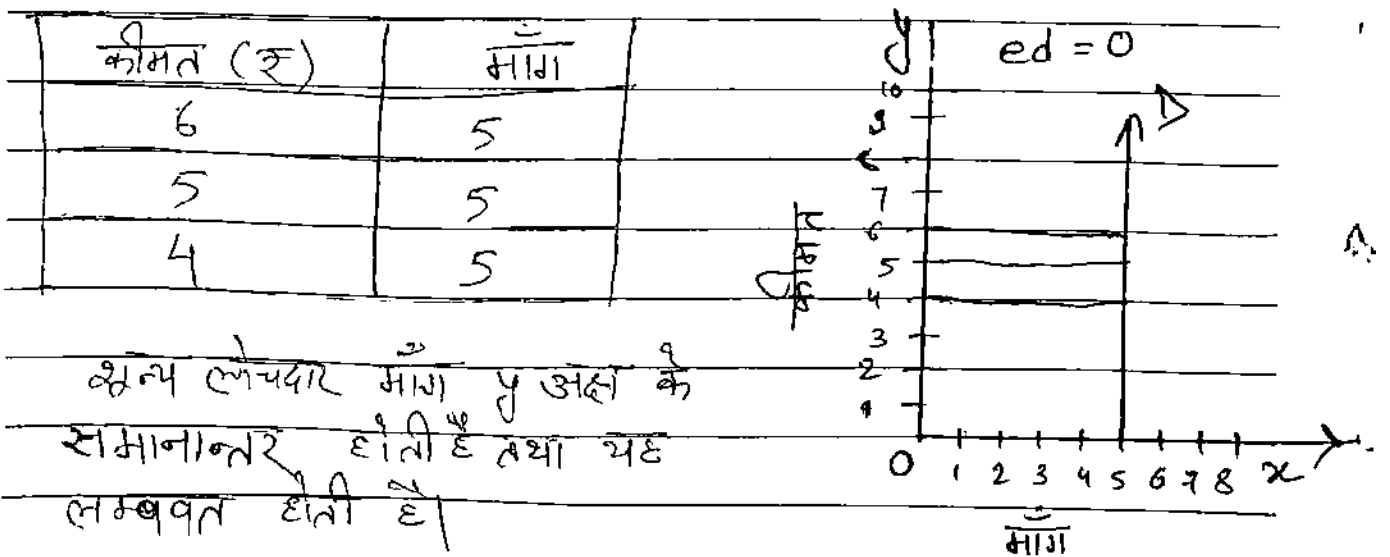 कीमत (रु) माँग
6 5
5 5
4 5
शून्य लोचदार माँग y अक्ष के
समानान्तर होती है तथा यह
लम्बवत होती है।
y ed = 0
10
9 D
7
6
5
4
3
2
1
कीमत
0 1 2 3 4 5 6 7 8 x
माँग